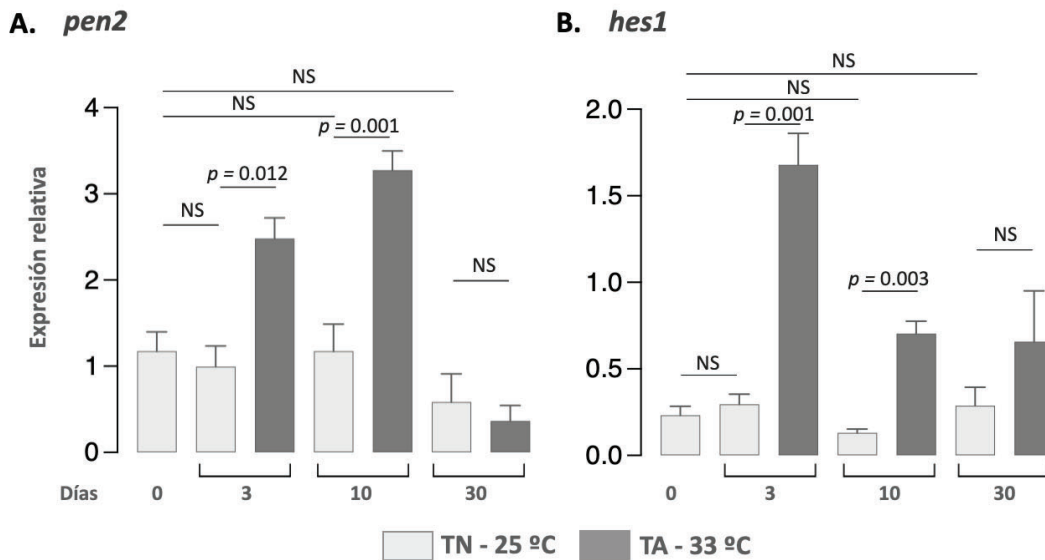 A. pen2
NS
NS
p = 0.001
p = 0.012
NS
NS
4
3
2
1
0
Expresión relativa
Días 0 3 10 30
B. hes1
NS
NS
p = 0.001
p = 0.003
NS
NS
2.0
1.5
1.0
0.5
0.0
0 3 10 30
TN - 25 ºC TA - 33 ºC